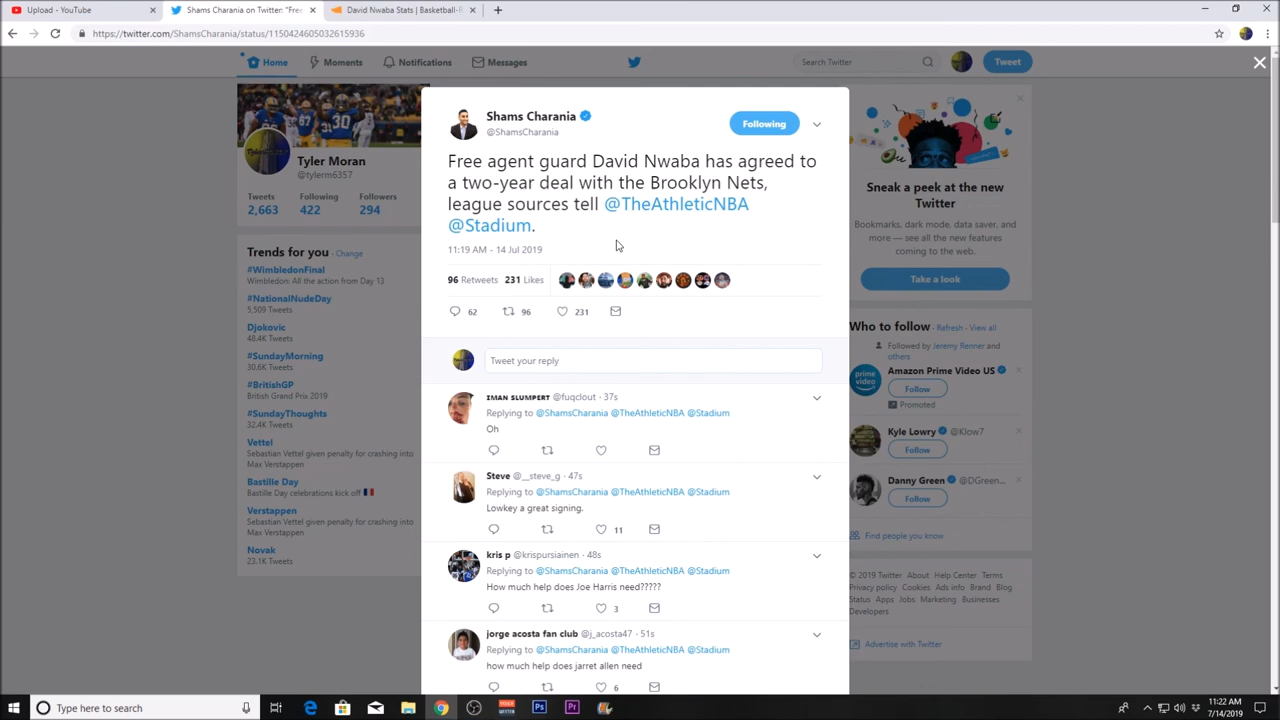 Upload - YouTube
Shams Charania on Twitter: "Free
David Nwaba Stats | Basketball-R
https://twitter.com/ShamsCharania/status/1150424605032615936
Home
Moments
Notifications
Messages
Search Twitter
Tweet
Tyler Moran
@tylerm6357
Tweets Following Followers
2,663 422 294
Trends for you · Change
#WimbledonFinal
Wimbledon: All the action from Day 13
#NationalNudeDay
5,509 Tweets
Djokovic
48.4K Tweets
#SundayMorning
30.6K Tweets
#BritishGP
British Grand Prix 2019
#SundayThoughts
32.4K Tweets
Vettel
Sebastian Vettel given penalty for crashing into
Max Verstappen
Bastille Day
Bastille Day celebrations kick off
Verstappen
Sebastian Vettel given penalty for crashing into
Max Verstappen
Novak
23.1K Tweets
Shams Charania
@ShamsCharania
Following
Free agent guard David Nwaba has agreed to
a two-year deal with the Brooklyn Nets,
league sources tell @TheAthleticNBA
@Stadium.
11:19 AM - 14 Jul 2019
96 Retweets 231 Likes
62 96 231
Tweet your reply
IMAN SLUMPERT @fuqclout · 37s
Replying to @ShamsCharania @TheAthleticNBA @Stadium
Oh
Steve @__steve_g · 47s
Replying to @ShamsCharania @TheAthleticNBA @Stadium
Lowkey a great signing.
11
kris p @krispursiainen · 48s
Replying to @ShamsCharania @TheAthleticNBA @Stadium
How much help does Joe Harris need?????
3
jorge acosta fan club @j_acosta47 · 51s
Replying to @ShamsCharania @TheAthleticNBA @Stadium
how much help does jarret allen need
6
Sneak a peek at the new
Twitter
Bookmarks, dark mode, data saver, and
more — see all the new features
coming to the web.
Take a look
Who to follow · Refresh · View all
Followed by Jeremy Renner and
others
Amazon Prime Video US
prime video
Follow
Promoted
Kyle Lowry @Klow7
Follow
Danny Green @DGreen...
Follow
Find people you know
© 2019 Twitter About Help Center Terms
Privacy policy Cookies Ads info Brand Blog
Status Apps Jobs Marketing Businesses
Developers
Advertise with Twitter
Type here to search
11:22 AM
7/14/2019